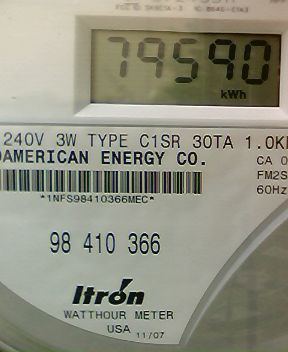 79590
kWh
240V 3W TYPE C1SR 30TA 1.0K
AMERICAN ENERGY CO.
CA 0
FM2S
60Hz
*1NFS98410366MEC*
98 410 366
Itron
WATTHOUR METER
USA 11/07